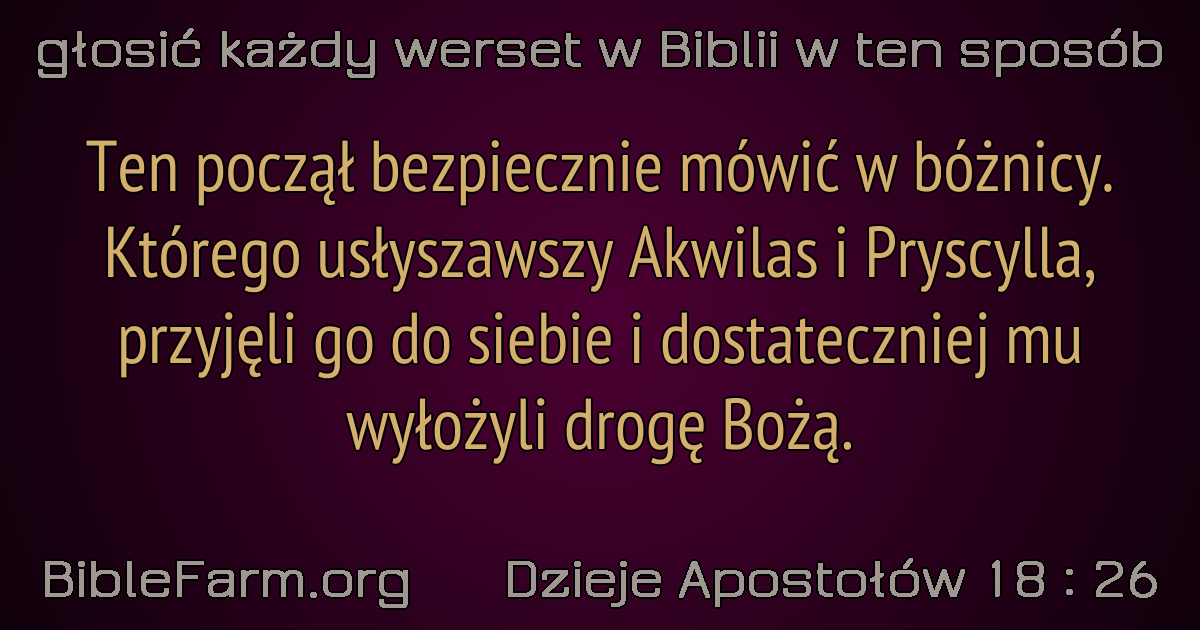 głosić każdy werset w Biblii w ten sposób
Ten począł bezpiecznie mówić w bóżnicy.
Którego usłyszawszy Akwilas i Pryscylla,
przyjęli go do siebie i dostateczniej mu
wyłożyli drogę Bożą.
BibleFarm.org Dzieje Apostołów 18 : 26